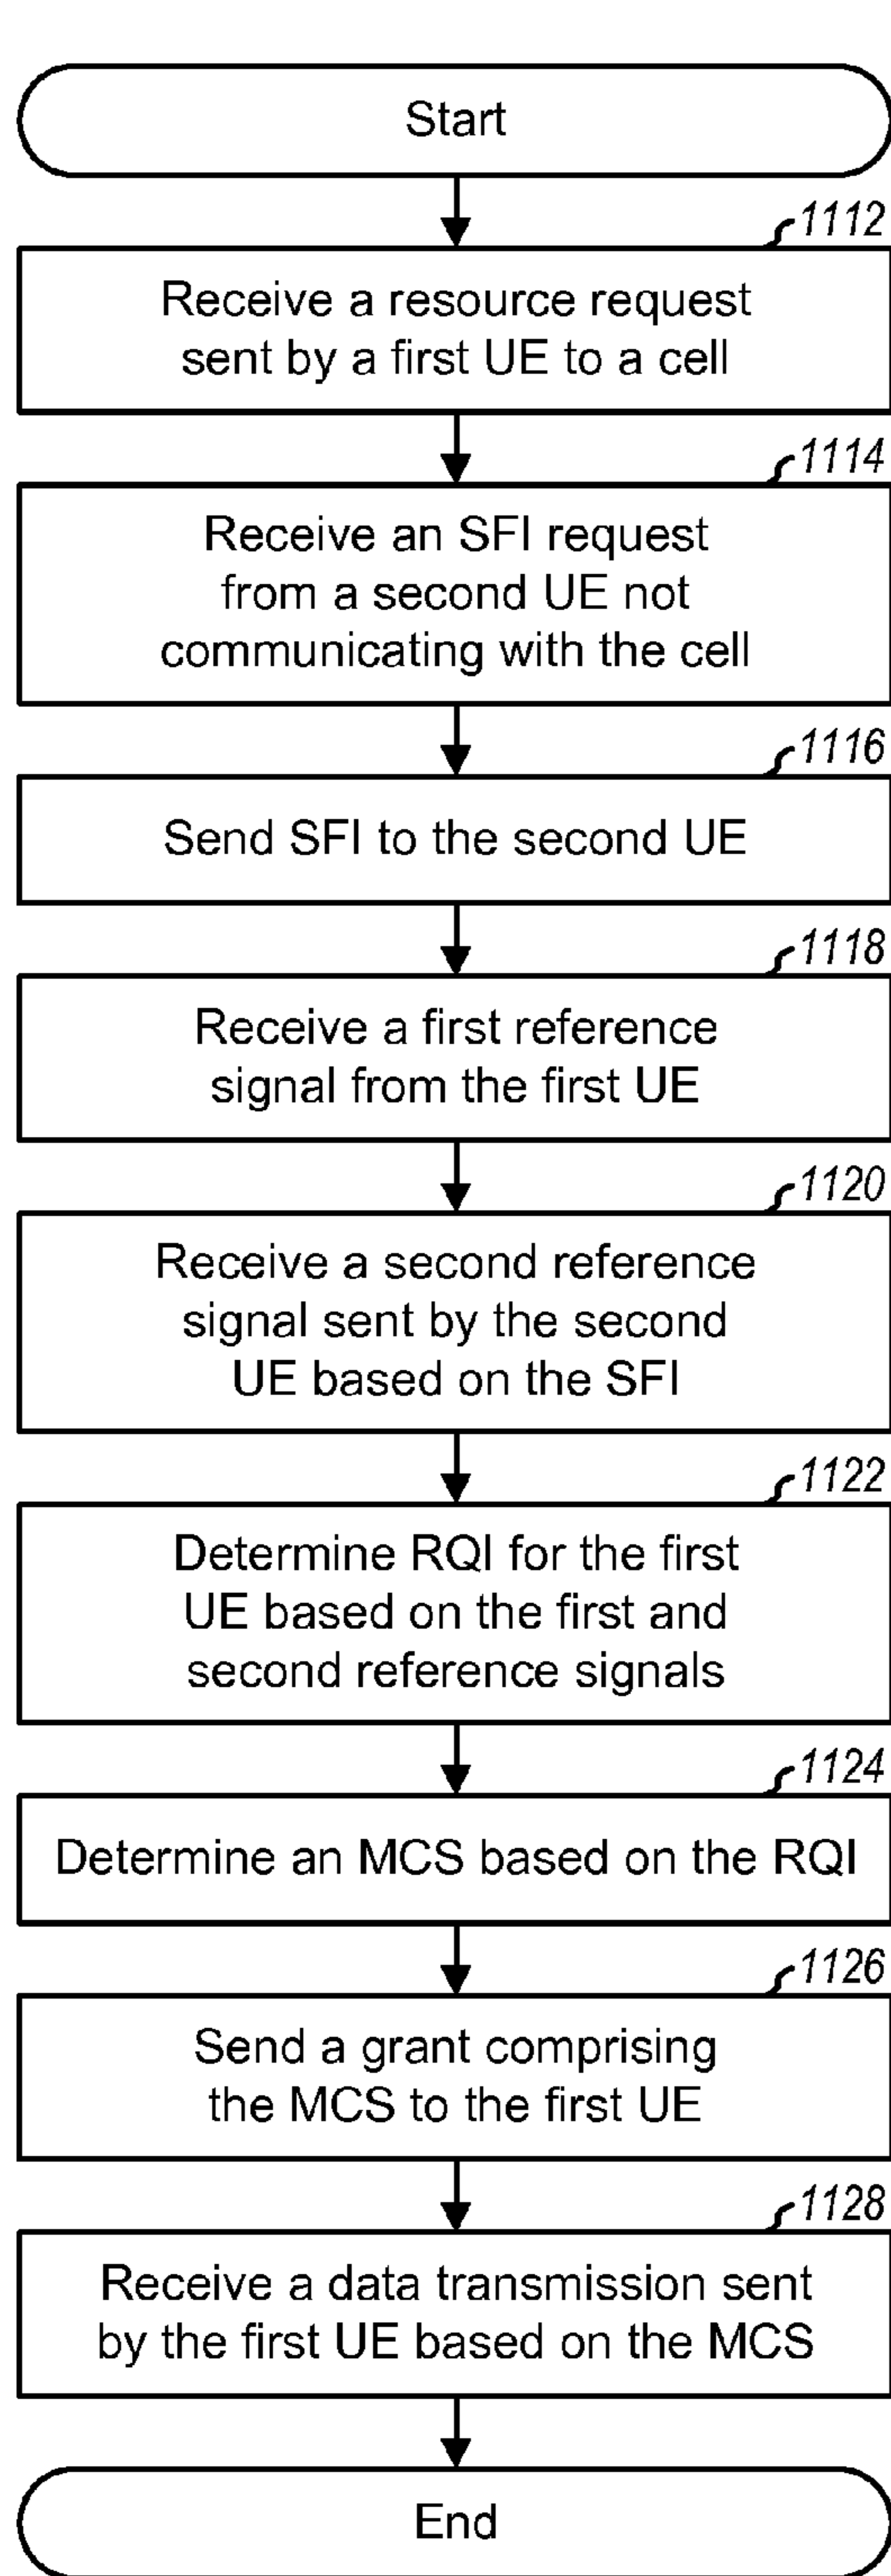 Start
1112
Receive a resource request
sent by a first UE to a cell
1114
Receive an SFI request
from a second UE not
communicating with the cell
1116
Send SFI to the second UE
1118
Receive a first reference
signal from the first UE
1120
Receive a second reference
signal sent by the second
UE based on the SFI
1122
Determine RQI for the first
UE based on the first and
second reference signals
1124
Determine an MCS based on the RQI
1126
Send a grant comprising
the MCS to the first UE
1128
Receive a data transmission sent
by the first UE based on the MCS
End